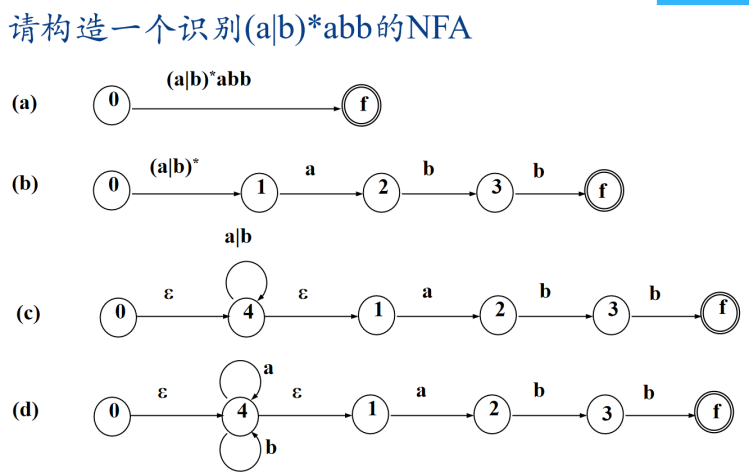 请构造一个识别(a|b)*abb的NFA
(a|b)*abb
(a) 0 f
(a|b)* a b b
(b) 0 1 2 3 f
a|b
ε ε a b b
(c) 0 4 1 2 3 f
a
ε ε a b b
(d) 0 4 1 2 3 f
b